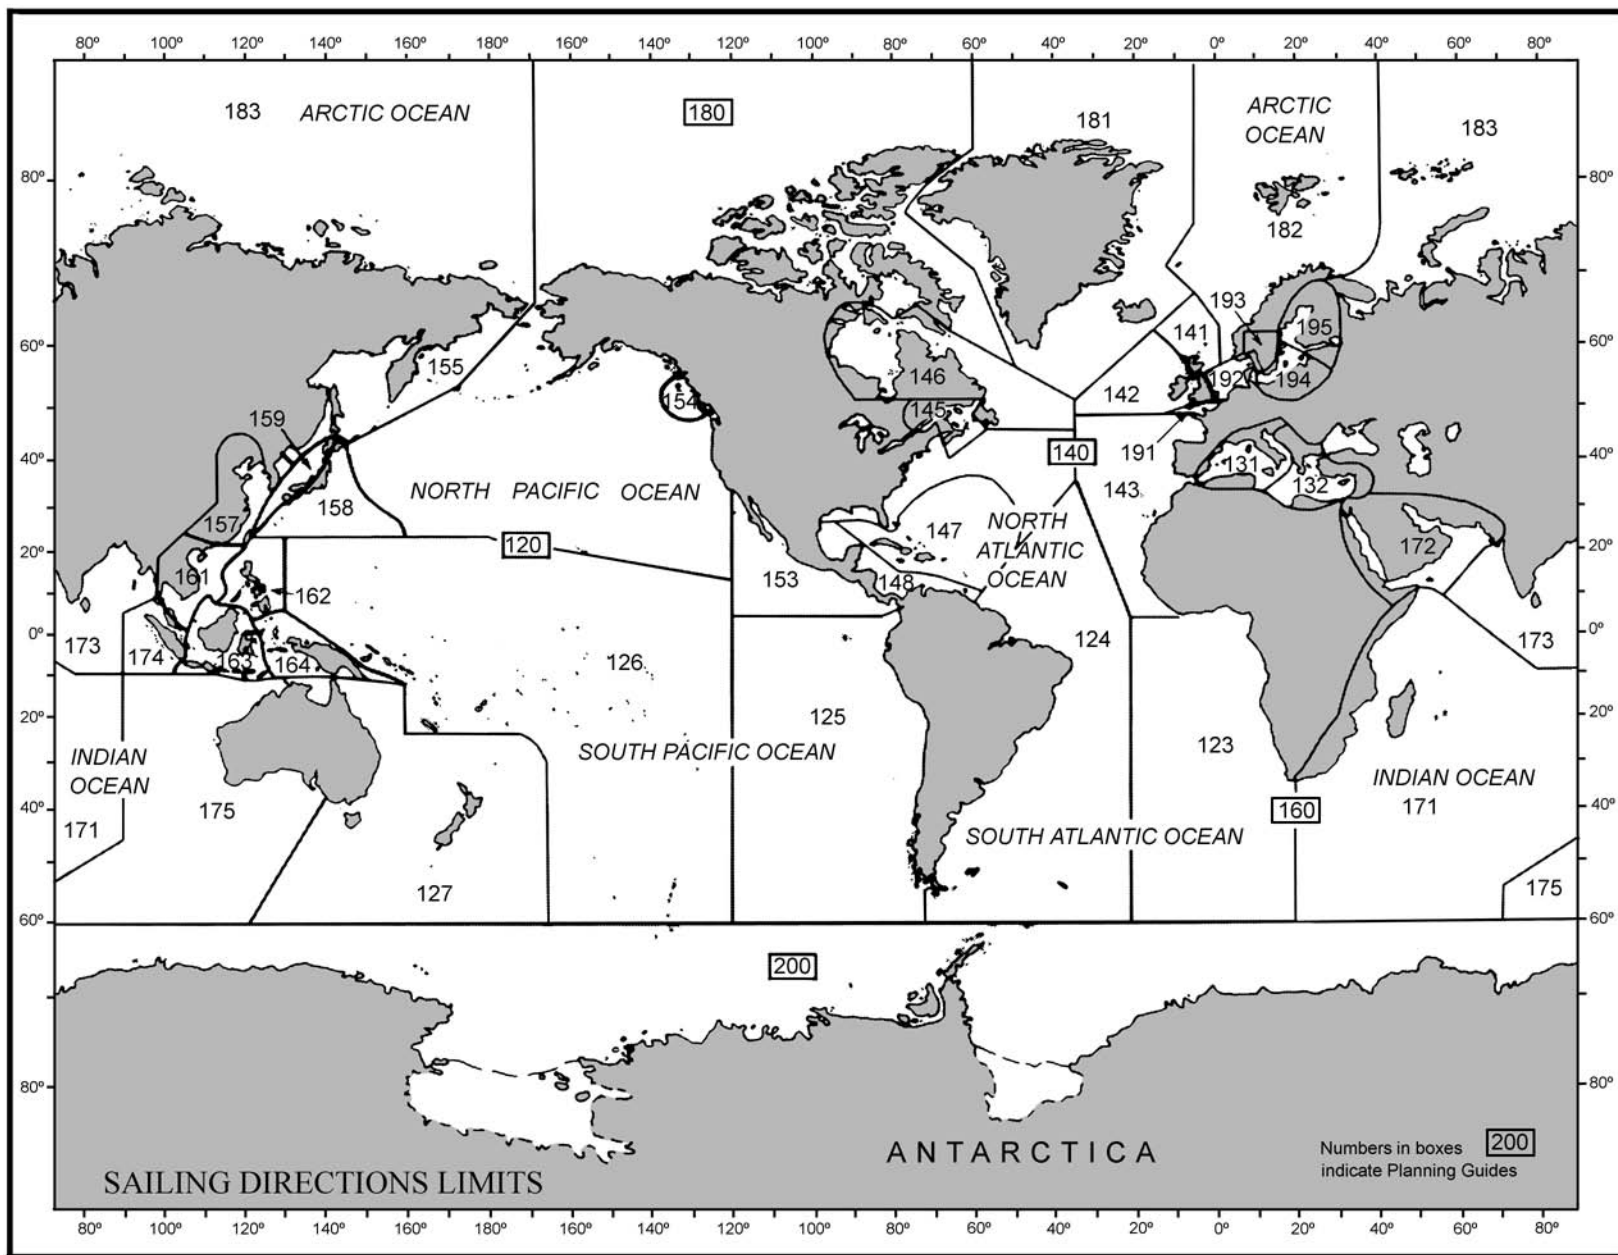 80° 100° 120° 140° 160° 180° 160° 140° 120° 100° 80° 60° 40° 20° 0° 20° 40° 60° 80°
183 ARCTIC OCEAN
180
181
ARCTIC
OCEAN
183
80° 80°
182
193
141 195
60° 60°
155 146 142 192 194
154
159 145
140 191
40° 131 40°
132
NORTH PACIFIC OCEAN
143
157 158 147
NORTH
ATLANTIC
OCEAN
120
172
20° 20°
161 153 148
162
0° 0°
173 174 163 164 126 124 173
125
20° 20°
123
INDIAN
OCEAN
SOUTH PACIFIC OCEAN
INDIAN OCEAN
40° 175 160 171 40°
171
SOUTH ATLANTIC OCEAN
127 175
60° 60°
200
80° 80°
ANTARCTICA
Numbers in boxes 200
indicate Planning Guides
SAILING DIRECTIONS LIMITS
80° 100° 120° 140° 160° 180° 160° 140° 120° 100° 80° 60° 40° 20° 0° 20° 40° 60° 80°